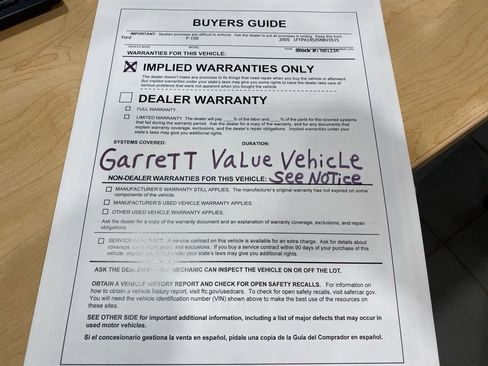 BUYERS GUIDE
IMPORTANT: Spoken promises are difficult to enforce. Ask the dealer to put all promises in writing. Keep this form.
Ford F-150 2005
VEHICLE MAKE MODEL YEAR
Stock #:
WARRANTIES FOR THIS VEHICLE:
X IMPLIED WARRANTIES ONLY
The dealer doesn't make any promises to fix things that need repair when you buy the vehicle or afterward.
But implied warranties under your state's laws may give you some rights to have the dealer take care of
serious problems that were not apparent when you bought the vehicle.
DEALER WARRANTY
FULL WARRANTY.
LIMITED WARRANTY. The dealer will pay ___% of the labor and ___% of the parts for the covered systems
that fail during the warranty period. Ask the dealer for a copy of the warranty, and for any documents that
explain warranty coverage, exclusions, and the dealer's repair obligations. Implied warranties under your
state's laws may give you additional rights.
SYSTEMS COVERED: DURATION:
Garrett Value Vehicle
NON-DEALER WARRANTIES FOR THIS VEHICLE: See Notice
MANUFACTURER'S WARRANTY STILL APPLIES. The manufacturer's original warranty has not expired on some
components of the vehicle.
MANUFACTURER'S USED VEHICLE WARRANTY APPLIES.
OTHER USED VEHICLE WARRANTY APPLIES.
Ask the dealer for a copy of the warranty document and an explanation of warranty coverage, exclusions, and repair
obligations.
SERVICE CONTRACT. A service contract on this vehicle is available for an extra charge. Ask for details about
coverage, deductible, price, and exclusions. If you buy a service contract within 90 days of your purchase of this
vehicle, implied warranties under your state's laws may give you additional rights.
ASK THE DEALER IF YOUR MECHANIC CAN INSPECT THE VEHICLE ON OR OFF THE LOT.
OBTAIN A VEHICLE HISTORY REPORT AND CHECK FOR OPEN SAFETY RECALLS. For information on
how to obtain a vehicle history report, visit ftc.gov/usedcars. To check for open safety recalls, visit safercar.gov.
You will need the vehicle identification number (VIN) shown above to make the best use of the resources on
these sites.
SEE OTHER SIDE for important additional information, including a list of major defects that may occur in
used motor vehicles.
Si el concesionario gestiona la venta en español, pídale una copia de la Guía del Comprador en español.